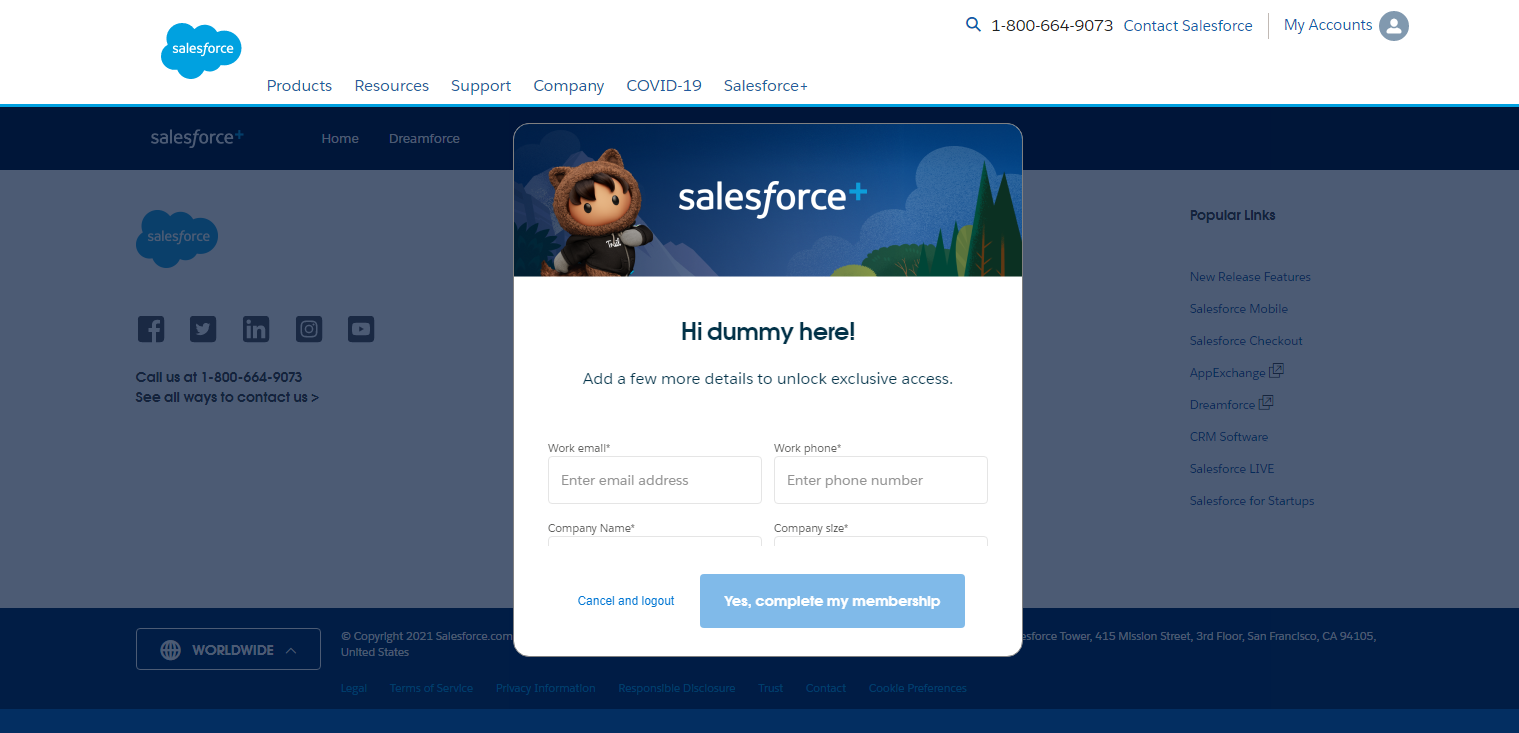 salesforce
1-800-664-9073 Contact Salesforce
My Accounts
Products Resources Support Company COVID-19 Salesforce+
salesforce+ Home Dreamforce
salesforce+
Trail
salesforce
Call us at 1-800-664-9073
See all ways to contact us >
Hi dummy here!
Add a few more details to unlock exclusive access.
Work email* Work phone*
Enter email address Enter phone number
Company Name* Company size*
Cancel and logout Yes, complete my membership
Popular Links
New Release Features
Salesforce Mobile
Salesforce Checkout
AppExchange
Dreamforce
CRM Software
Salesforce LIVE
Salesforce for Startups
WORLDWIDE
© Copyright 2021 Salesforce.com esforce Tower, 415 Mission Street, 3rd Floor, San Francisco, CA 94105,
United States
Legal Terms of Service Privacy Information Responsible Disclosure Trust Contact Cookie Preferences